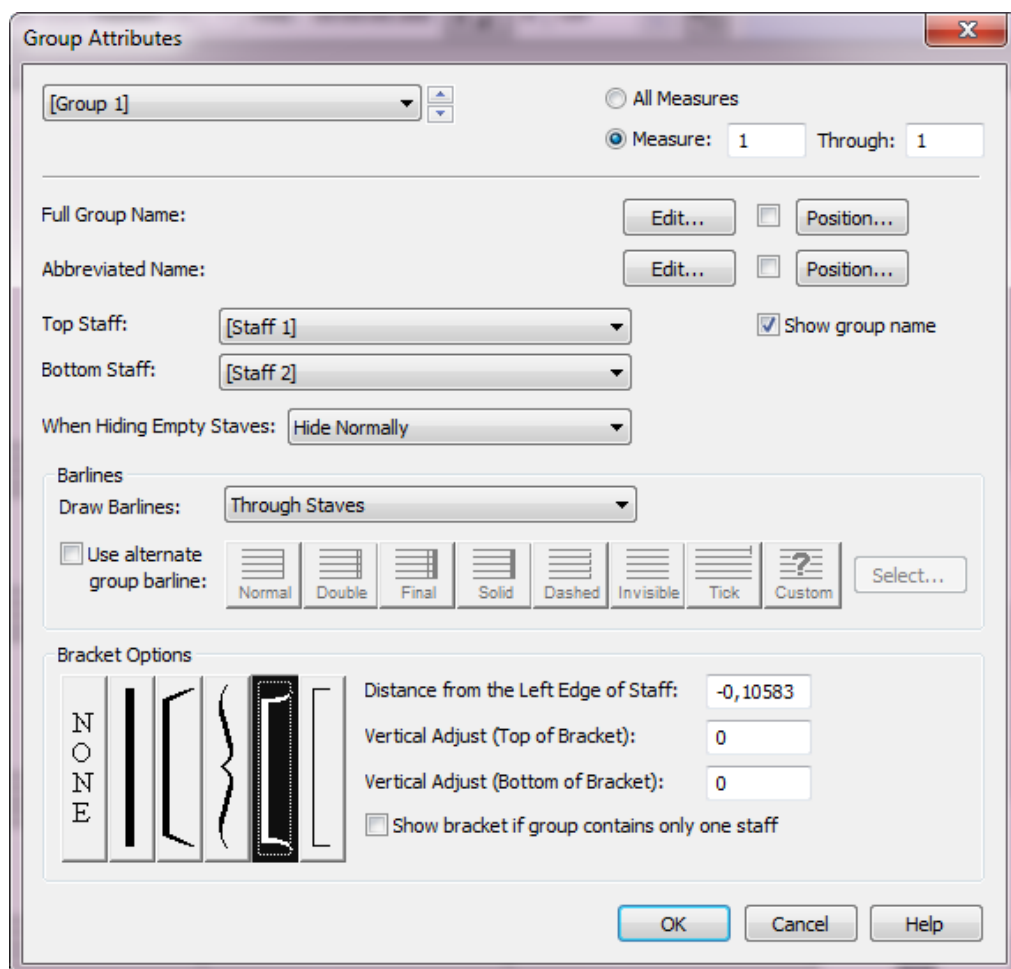 Group Attributes
[Group 1]
All Measures
Measure: 1 Through: 1
Full Group Name: Edit... Position...
Abbreviated Name: Edit... Position...
Top Staff: [Staff 1] Show group name
Bottom Staff: [Staff 2]
When Hiding Empty Staves: Hide Normally
Barlines
Draw Barlines: Through Staves
Use alternate
group barline:
Normal Double Final Solid Dashed Invisible Tick Custom Select...
Bracket Options
NONE
Distance from the Left Edge of Staff: -0,10583
Vertical Adjust (Top of Bracket): 0
Vertical Adjust (Bottom of Bracket): 0
Show bracket if group contains only one staff
OK Cancel Help